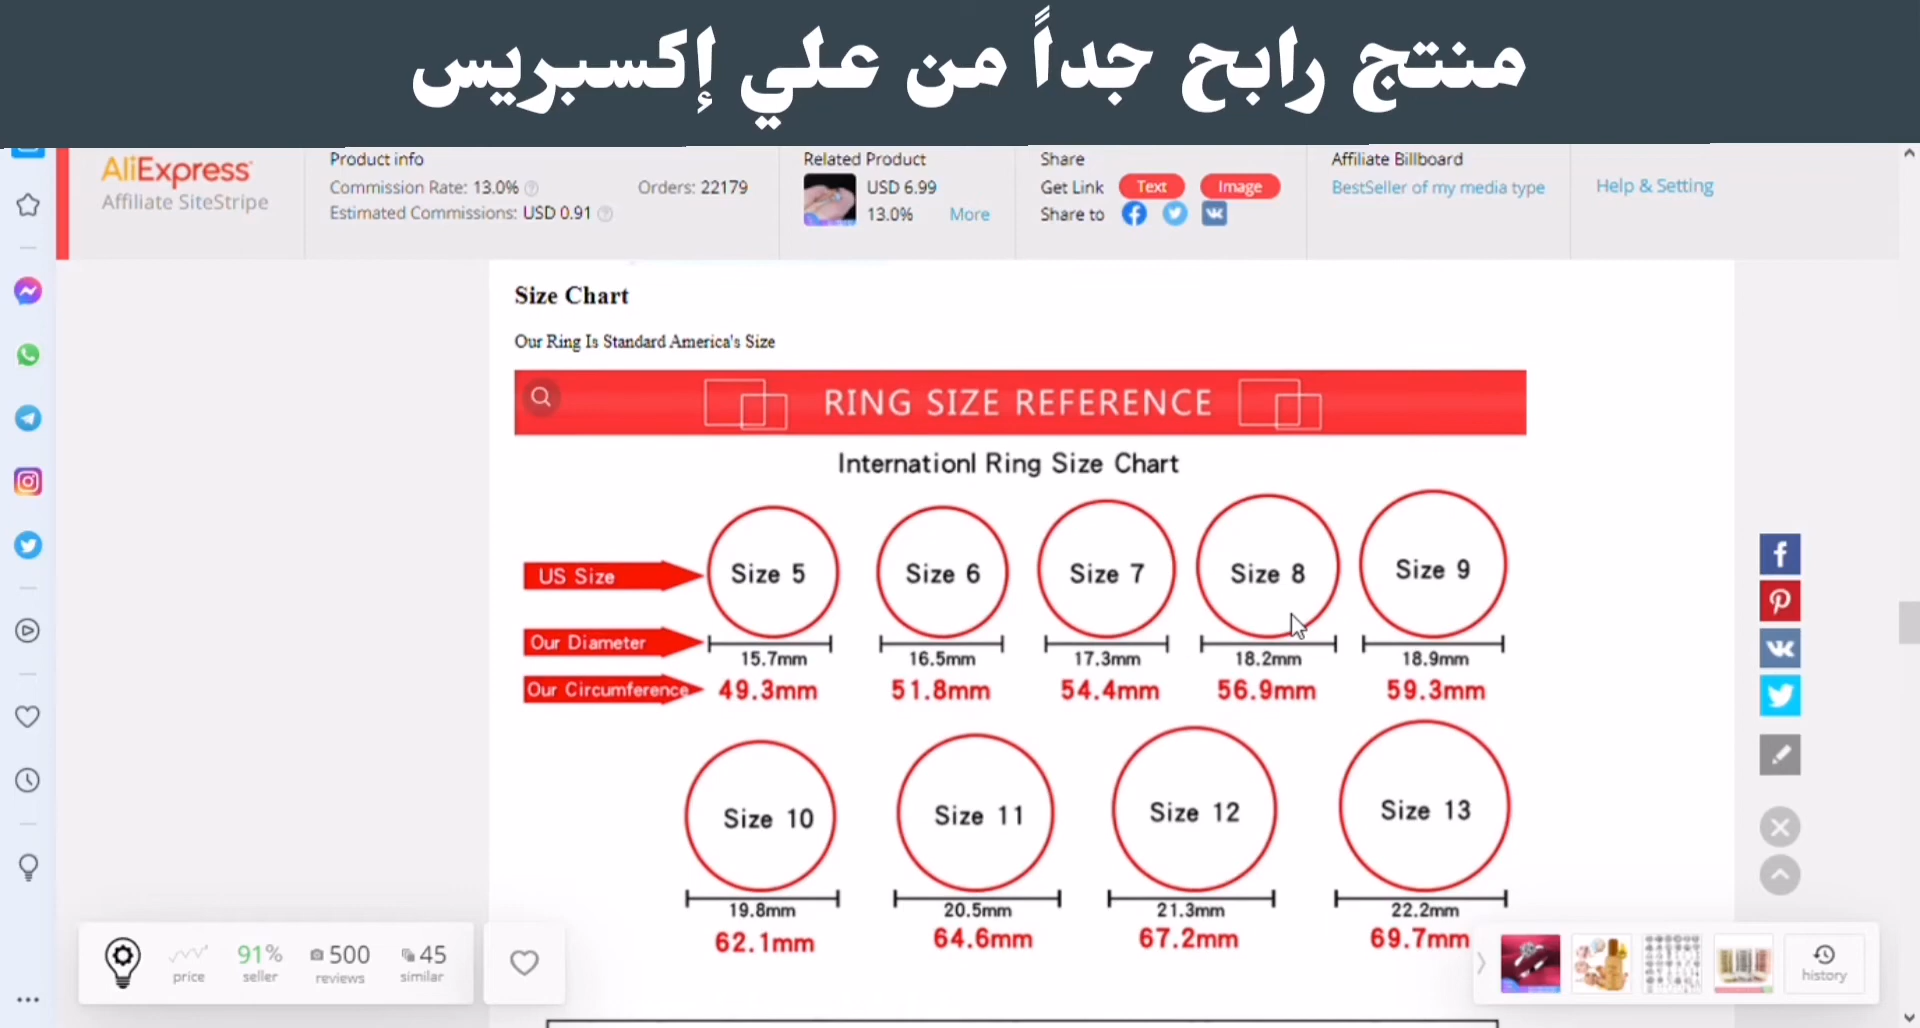 منتج رابح جداً من علي إكسبريس
AliExpress
Affiliate SiteStripe
Product info
Commission Rate: 13.0%
Orders: 22179
Estimated Commissions: USD 0.91
Related Product
USD 6.99
13.0% More
Share
Get Link Text Image
Share to
Affiliate Billboard
BestSeller of my media type
Help & Setting
Size Chart
Our Ring Is Standard America's Size
RING SIZE REFERENCE
Internationl Ring Size Chart
US Size Size 5 Size 6 Size 7 Size 8 Size 9
Our Diameter 15.7mm 16.5mm 17.3mm 18.2mm 18.9mm
Our Circumference 49.3mm 51.8mm 54.4mm 56.9mm 59.3mm
Size 10 Size 11 Size 12 Size 13
19.8mm 20.5mm 21.3mm 22.2mm
62.1mm 64.6mm 67.2mm 69.7mm
price
91% seller
500 reviews
45 similar
history